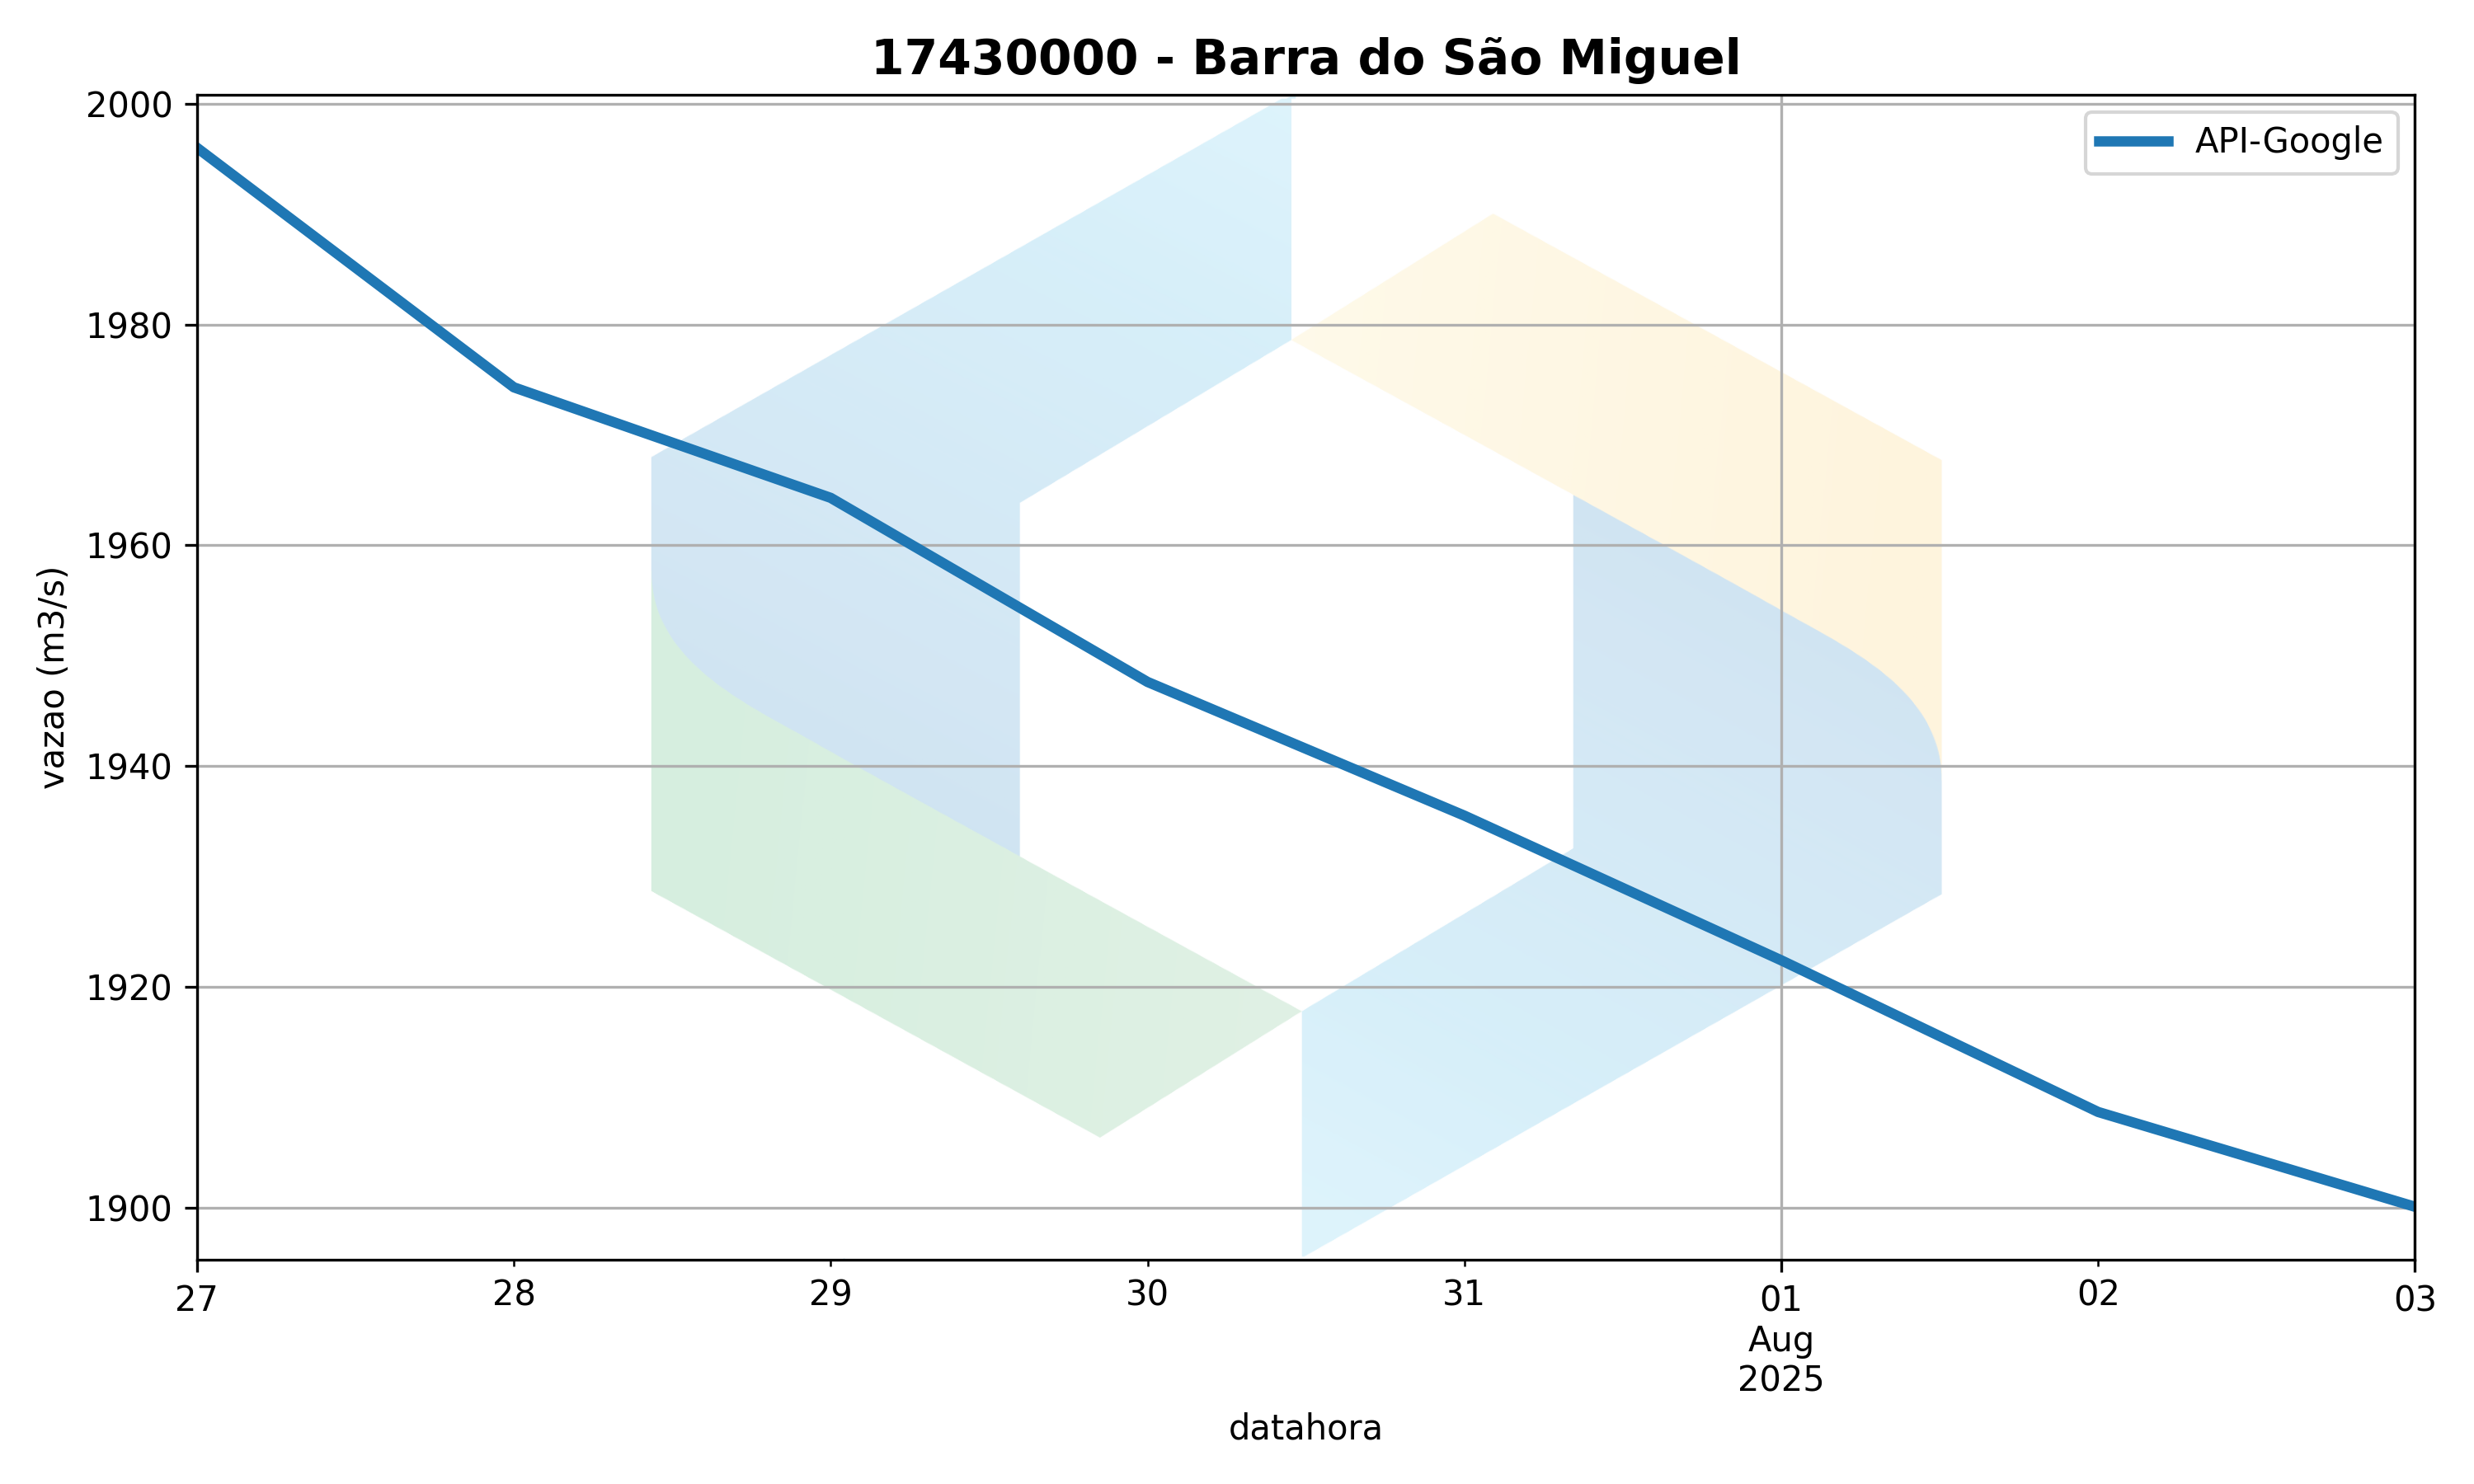 17430000 - Barra do São Miguel
API-Google
2000
1980
1960
1940
1920
1900
vazao (m3/s)
27 28 29 30 31 01 02 03
Aug
2025
datahora